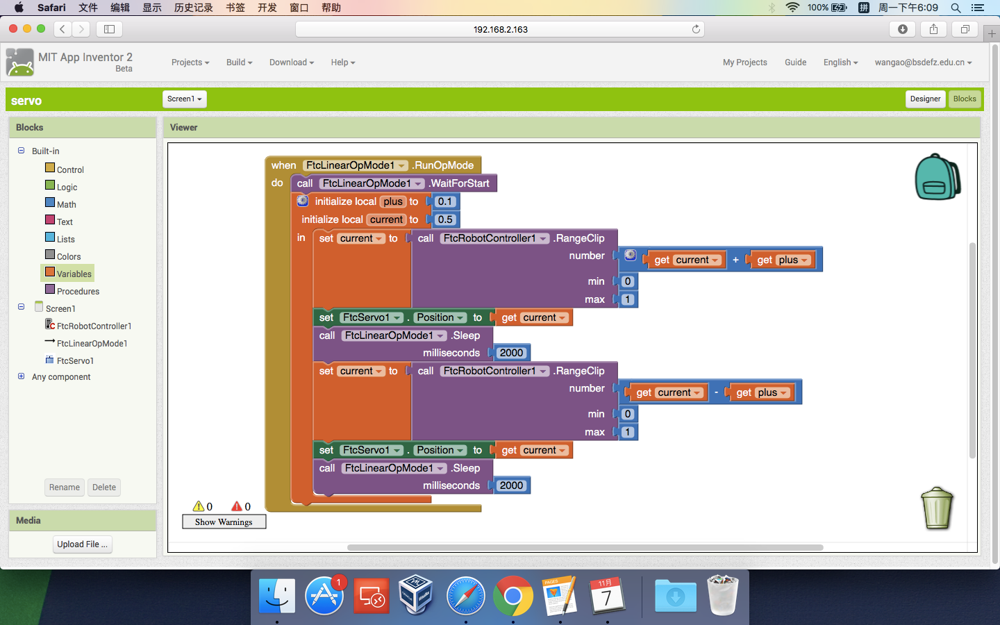 Safari 文件 编辑 显示 历史记录 书签 开发 窗口 帮助 100% 拼 周一下午6:09
192.168.2.163
MIT App Inventor 2
Beta
Projects Build Download Help My Projects Guide English wangao@bsdefz.edu.cn
servo Screen1 Designer Blocks
Blocks
Built-in
Control
Logic
Math
Text
Lists
Colors
Variables
Procedures
Screen1
FtcRobotController1
FtcLinearOpMode1
FtcServo1
Any component
Rename Delete
Media
Upload File ...
Viewer
when FtcLinearOpMode1 .RunOpMode
do call FtcLinearOpMode1 .WaitForStart
initialize local plus to 0.1
initialize local current to 0.5
in set current to call FtcRobotController1 .RangeClip
number get current + get plus
min 0
max 1
set FtcServo1 . Position to get current
call FtcLinearOpMode1 .Sleep
milliseconds 2000
set current to call FtcRobotController1 .RangeClip
number get current - get plus
min 0
max 1
set FtcServo1 . Position to get current
call FtcLinearOpMode1 .Sleep
milliseconds 2000
0 0
Show Warnings
1
PAGES
11月
7